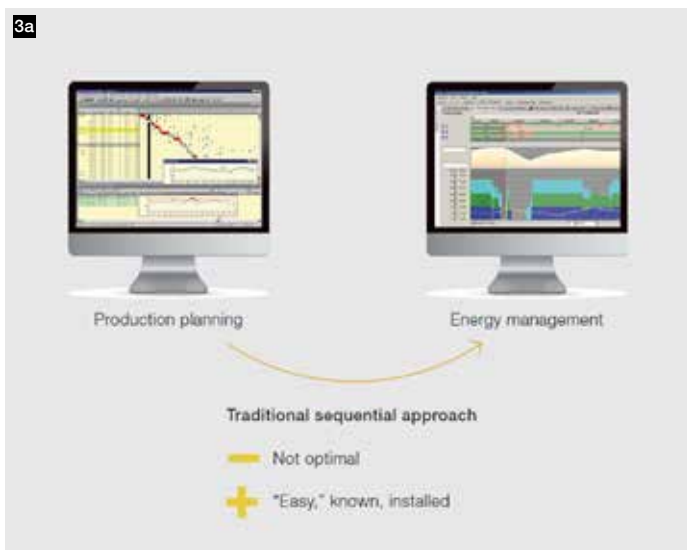 3a
Production planning
Energy management
Traditional sequential approach
Not optimal
"Easy," known, installed